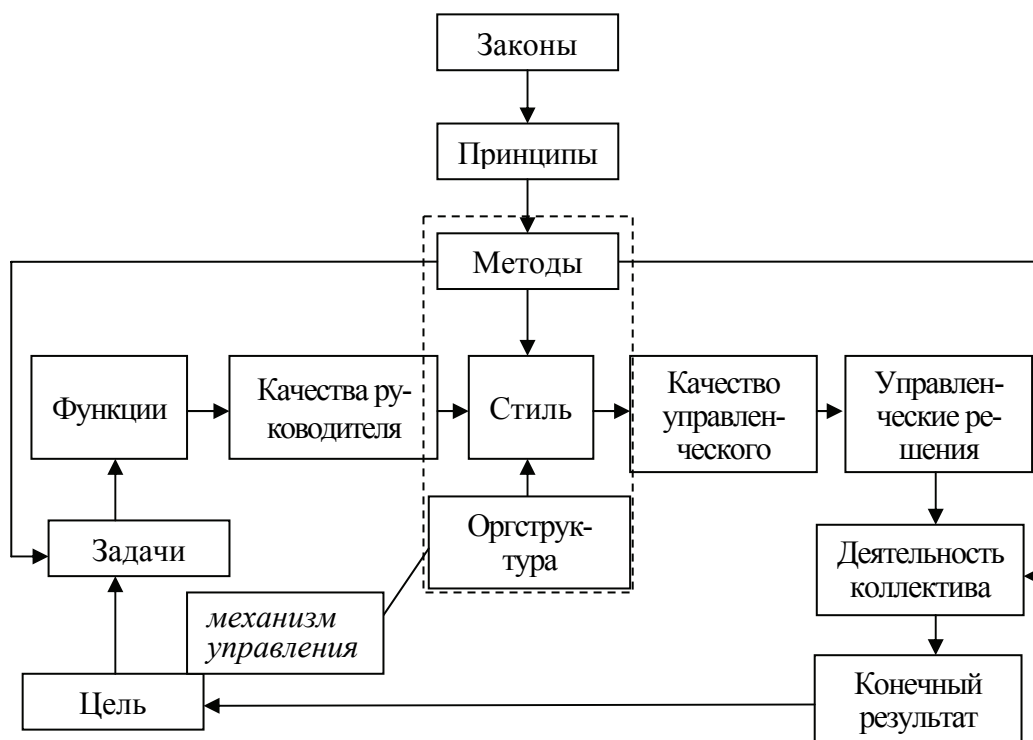 Законы
Принципы
Методы
Функции
Качества ру-
ководителя
Стиль
Качество
управлен-
ческого
Управлен-
ческие ре-
шения
Задачи
Оргструк-
тура
Деятельность
коллектива
механизм
управления
Цель
Конечный
результат